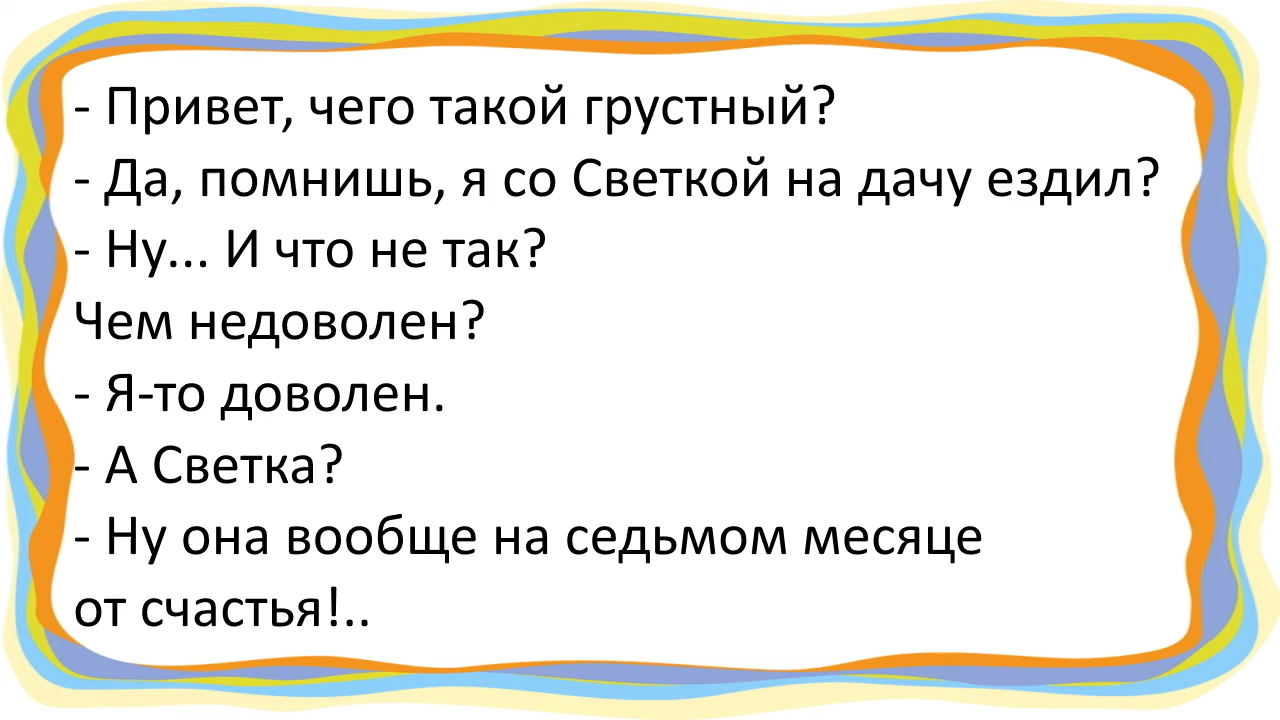 - Привет, чего такой грустный?
- Да, помнишь, я со Светкой на дачу ездил?
- Ну... И что не так?
Чем недоволен?
- Я-то доволен.
- А Светка?
- Ну она вообще на седьмом месяце
от счастья!..